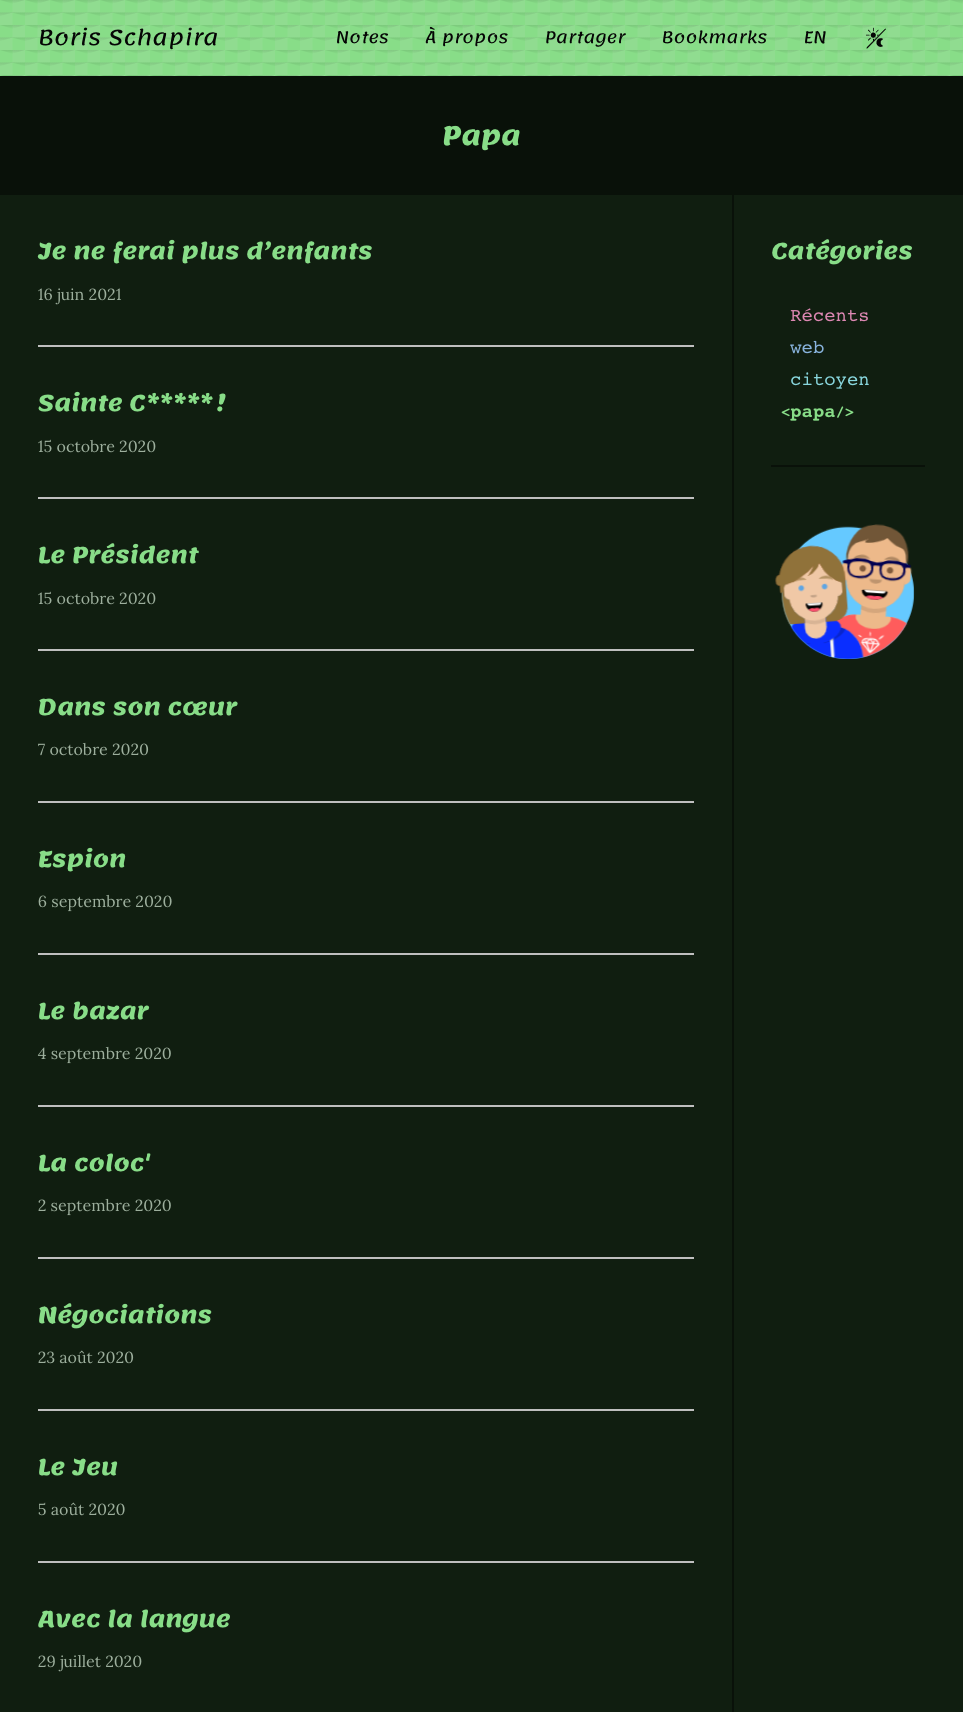 Boris Schapira
Notes
À propos
Partager
Bookmarks
EN
Papa
Je ne ferai plus d’enfants
16 juin 2021
Sainte C*****!
15 octobre 2020
Le Président
15 octobre 2020
Dans son cœur
7 octobre 2020
Espion
6 septembre 2020
Le bazar
4 septembre 2020
La coloc'
2 septembre 2020
Négociations
23 août 2020
Le Jeu
5 août 2020
Avec la langue
29 juillet 2020
Catégories
Récents
web
citoyen
<papa/>